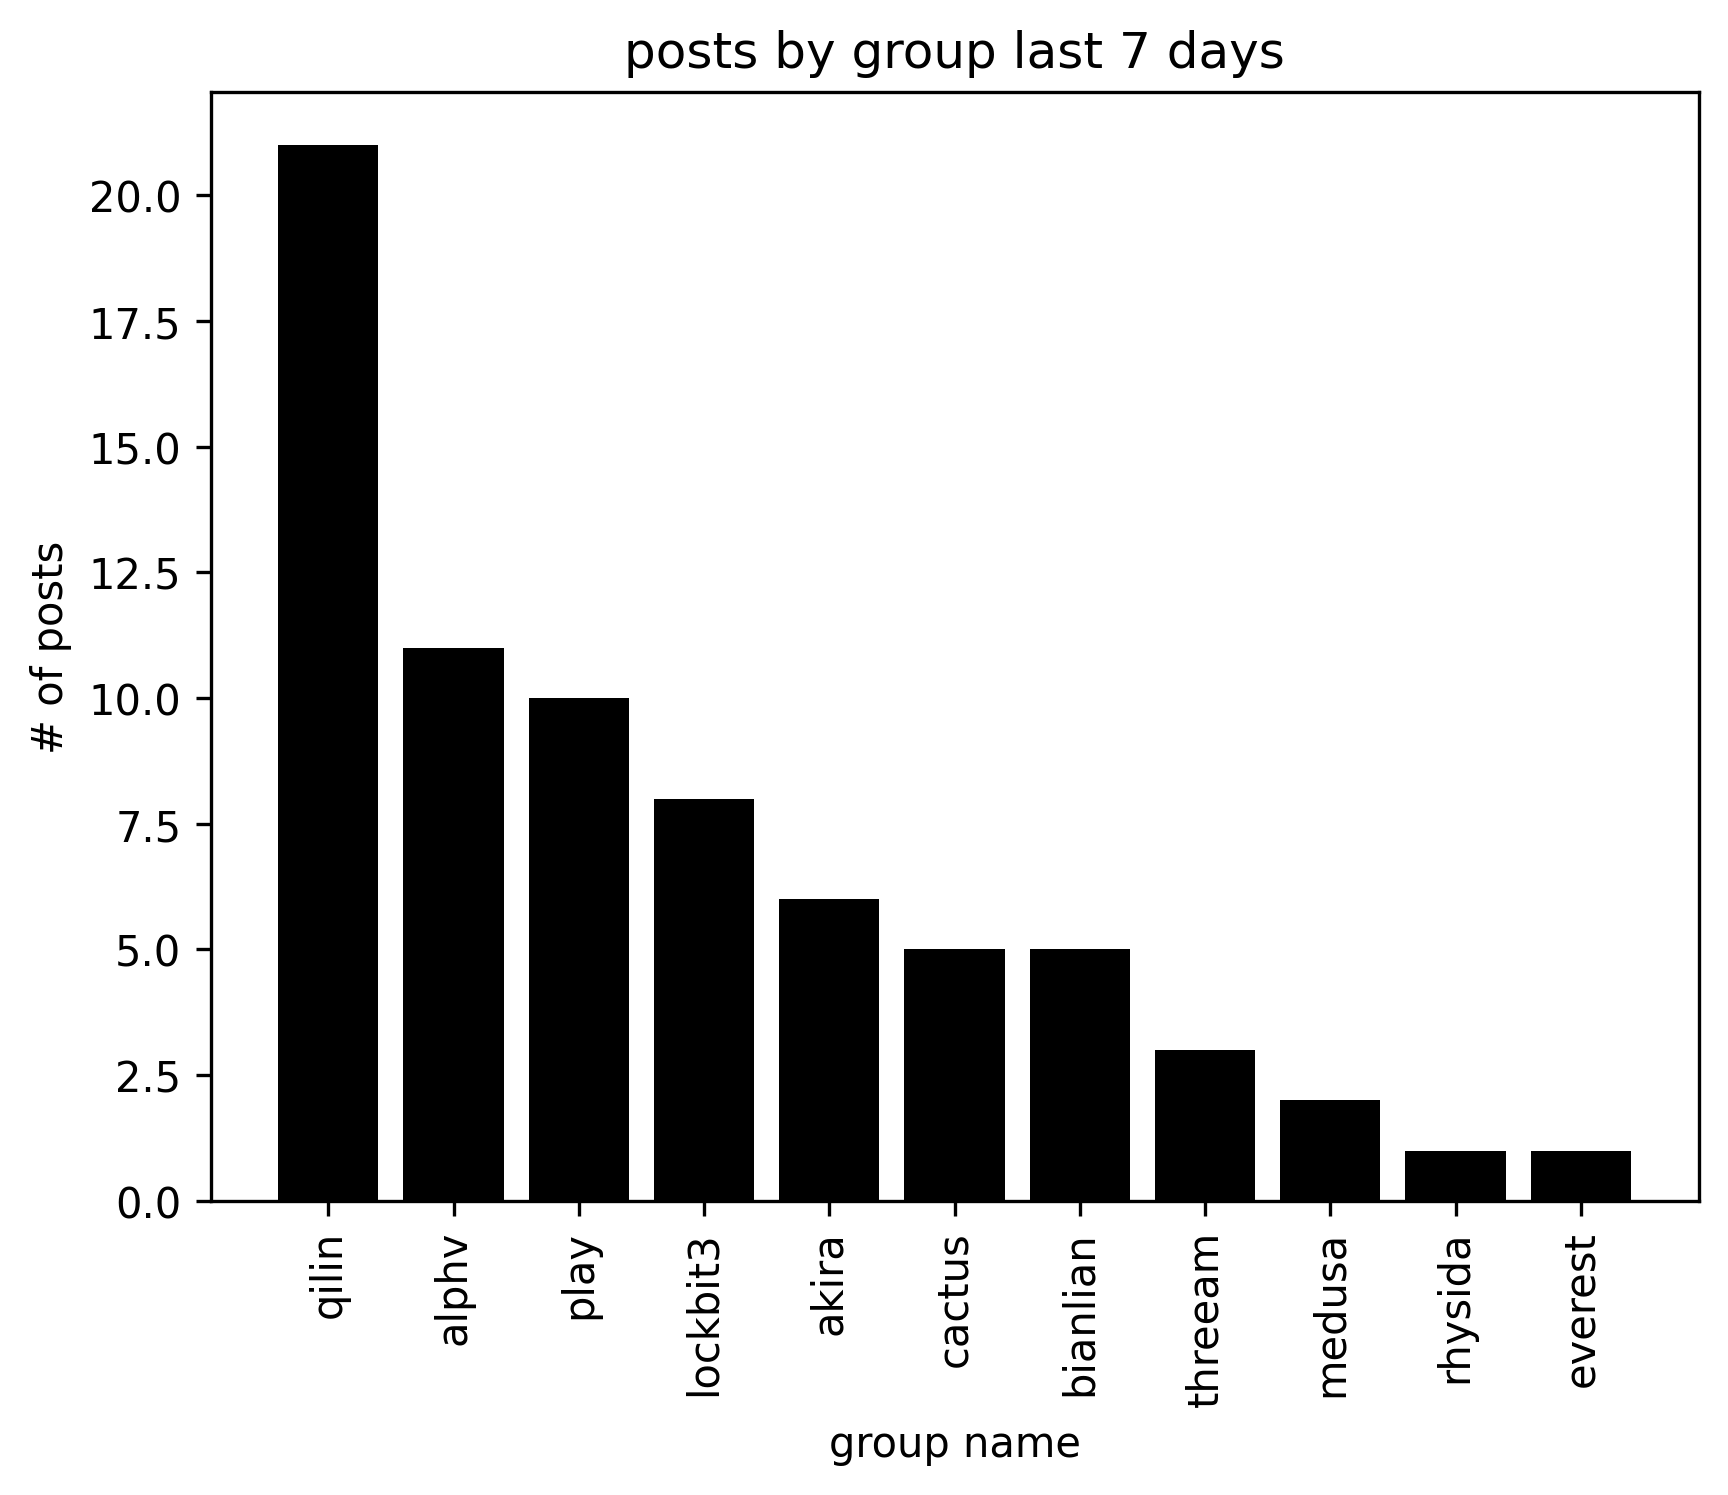 posts by group last 7 days
20.0
17.5
15.0
12.5
10.0
7.5
5.0
2.5
0.0
# of posts
qilin
alphv
play
lockbit3
akira
cactus
bianlian
threeam
medusa
rhysida
everest
group name